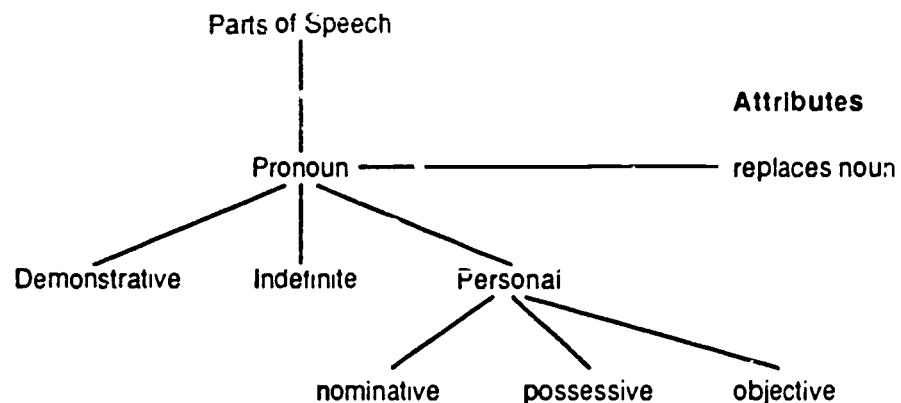 Parts of Speech
Attributes
Pronoun replaces noun
Demonstrative Indefinite Personal
nominative possessive objective